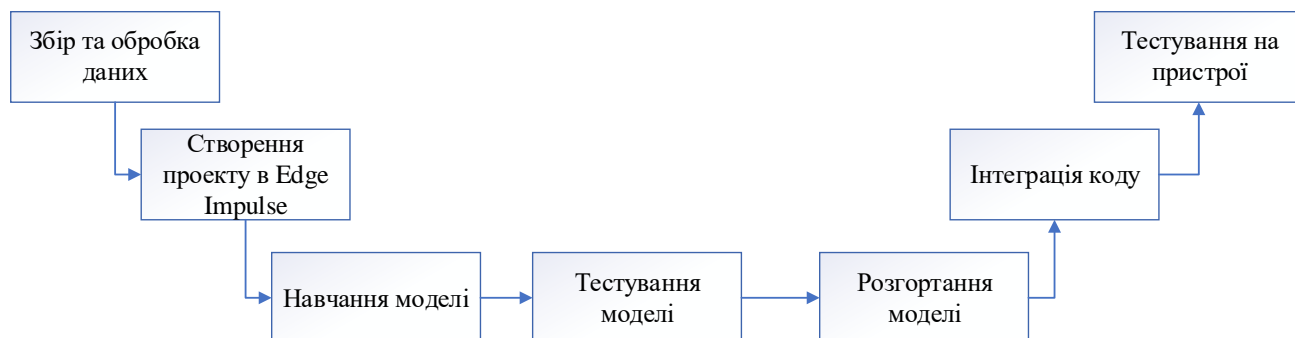 Збір та обробка
даних
Створення
проекту в Edge
Impulse
Навчання моделі
Тестування
моделі
Розгортання
моделі
Інтеграція коду
Тестування на
пристрої